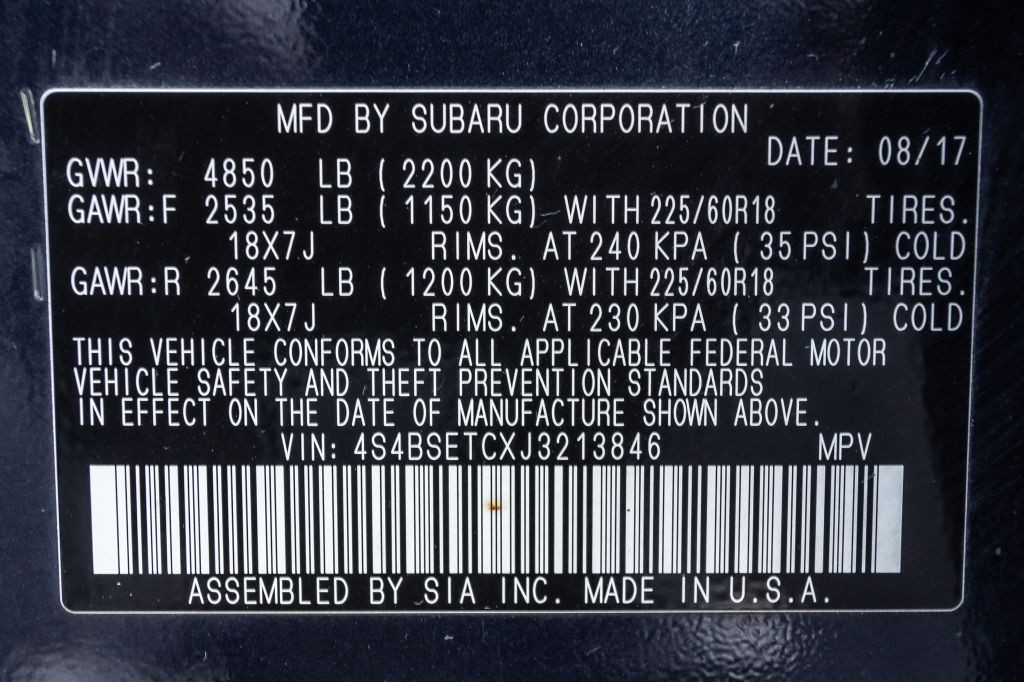 MFD BY SUBARU CORPORATION
DATE: 08/17
GVWR: 4850 LB ( 2200 KG)
GAWR:F 2535 LB ( 1150 KG) WITH 225/60R18 TIRES.
18X7J RIMS. AT 240 KPA ( 35 PSI) COLD
GAWR:R 2645 LB ( 1200 KG) WITH 225/60R18 TIRES.
18X7J RIMS. AT 230 KPA ( 33 PSI) COLD
THIS VEHICLE CONFORMS TO ALL APPLICABLE FEDERAL MOTOR
VEHICLE SAFETY AND THEFT PREVENTION STANDARDS
IN EFFECT ON THE DATE OF MANUFACTURE SHOWN ABOVE.
VIN: 4S4BSETCXJ3213846 MPV
ASSEMBLED BY SIA INC. MADE IN U.S.A.